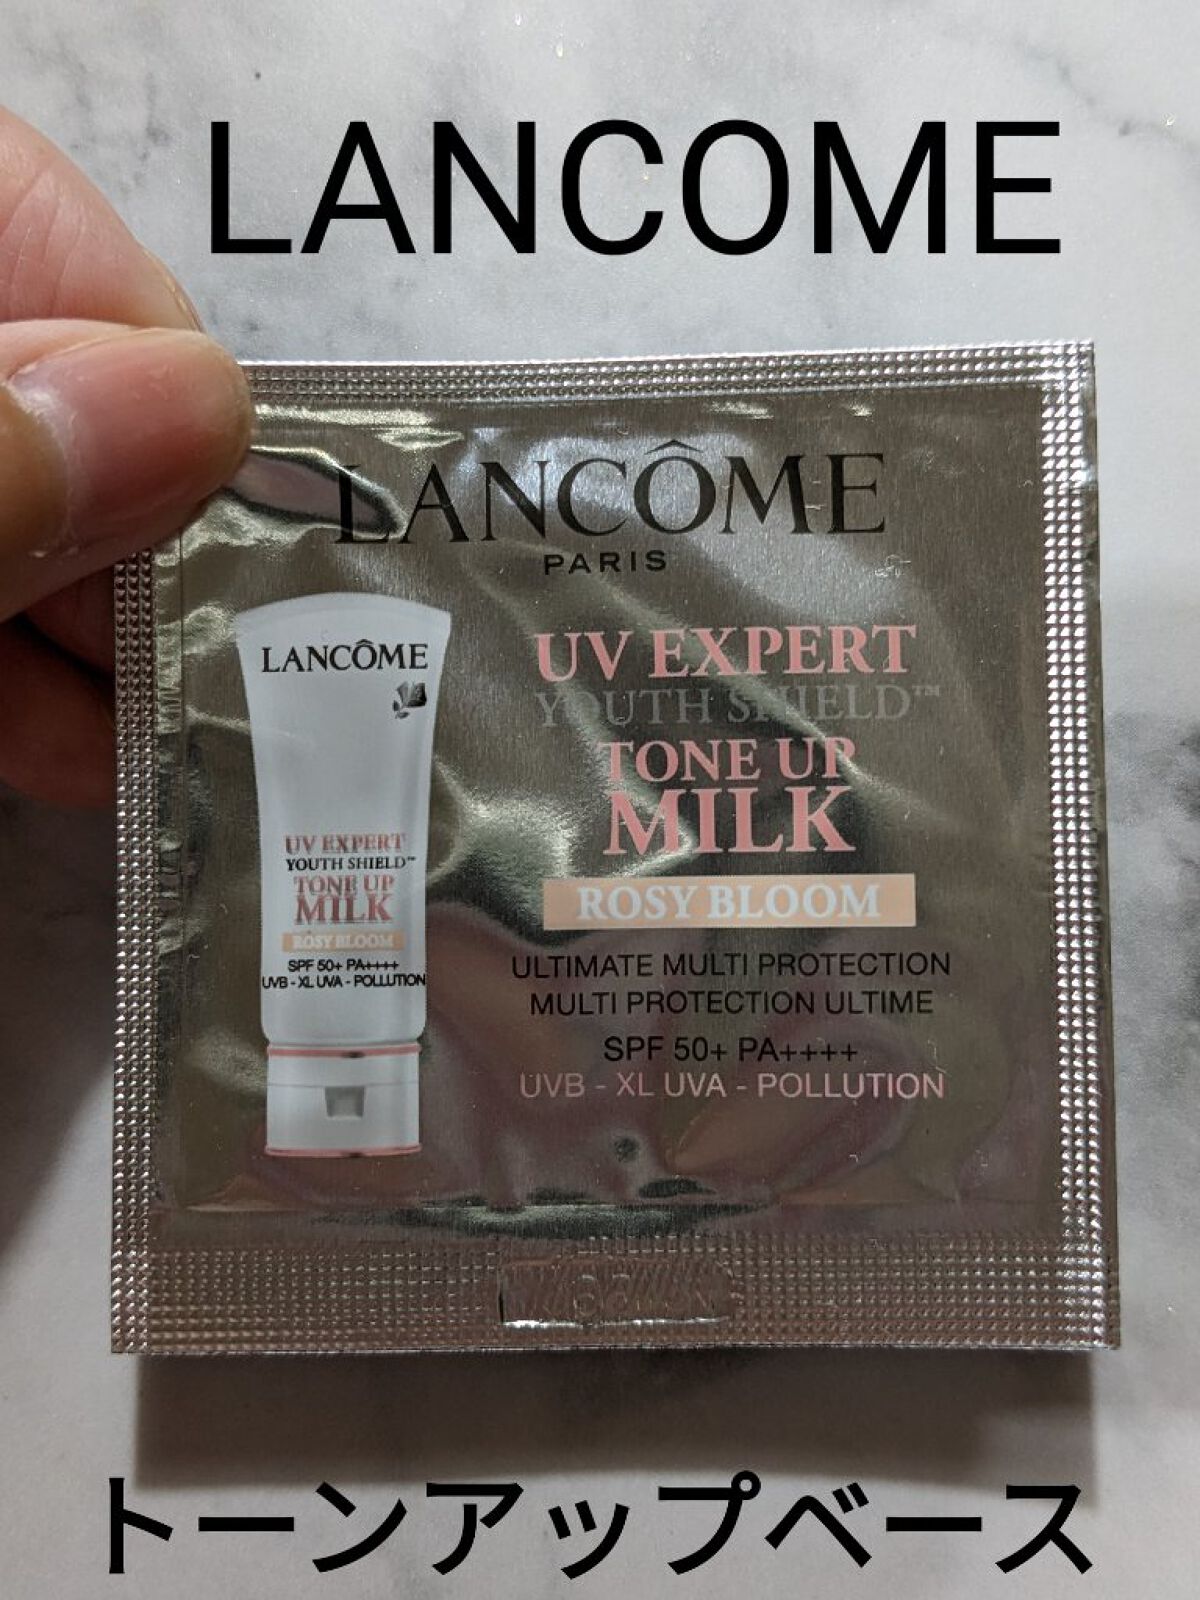 LANCOME
LANCÔME
PARIS
UV EXPERT
YOUTH SHIELD™
TONE UP
MILK
ROSY BLOOM
ULTIMATE MULTI PROTECTION
MULTI PROTECTION ULTIME
SPF 50+ PA++++
UVB - XL UVA - POLLUTION
LANCÔME
UV EXPERT
YOUTH SHIELD™
TONE UP
MILK
ROSY BLOOM
SPF 50+ PA++++
UVB - XL UVA - POLLUTION
トーンアップベース